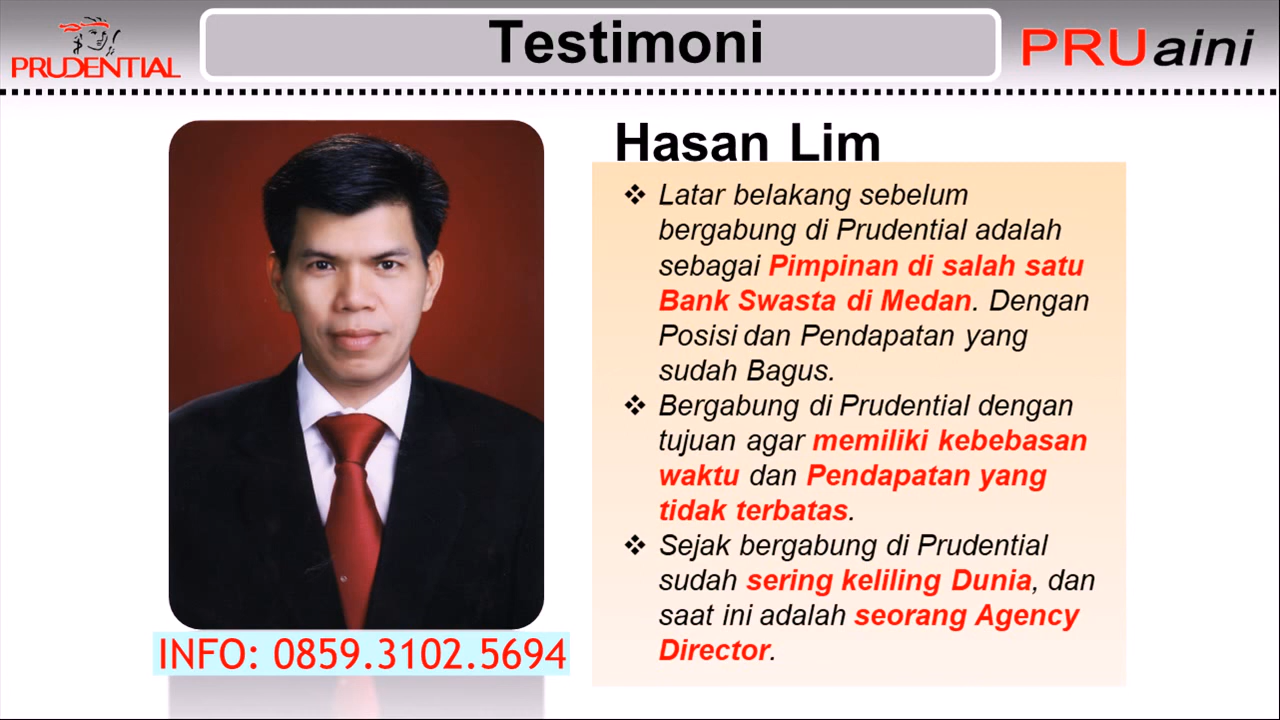 PRUDENTIAL
Testimoni
PRUaini
Hasan Lim
❖ Latar belakang sebelum
bergabung di Prudential adalah
sebagai Pimpinan di salah satu
Bank Swasta di Medan. Dengan
Posisi dan Pendapatan yang
sudah Bagus.
❖ Bergabung di Prudential dengan
tujuan agar memiliki kebebasan
waktu dan Pendapatan yang
tidak terbatas.
❖ Sejak bergabung di Prudential
sudah sering keliling Dunia, dan
saat ini adalah seorang Agency
Director.
INFO: 0859.3102.5694